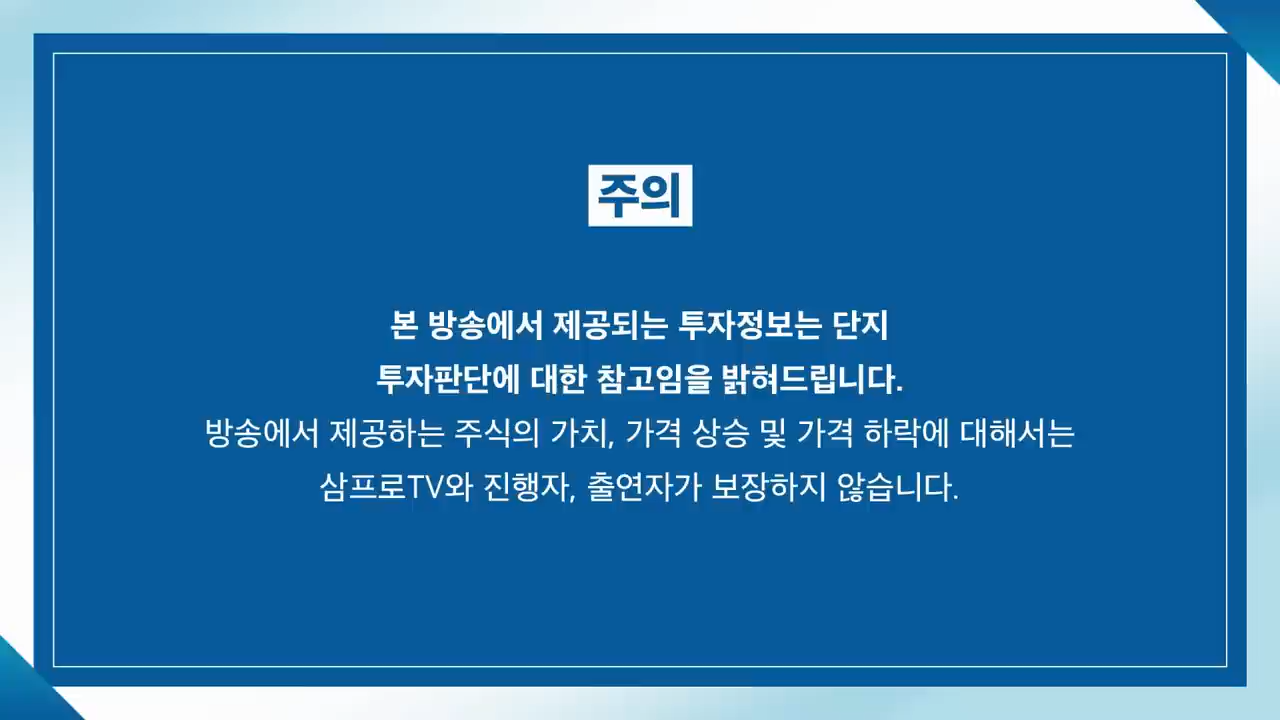 주의
본 방송에서 제공되는 투자정보는 단지
투자판단에 대한 참고임을 밝혀드립니다.
방송에서 제공하는 주식의 가치, 가격 상승 및 가격 하락에 대해서는
삼프로TV와 진행자, 출연자가 보장하지 않습니다.